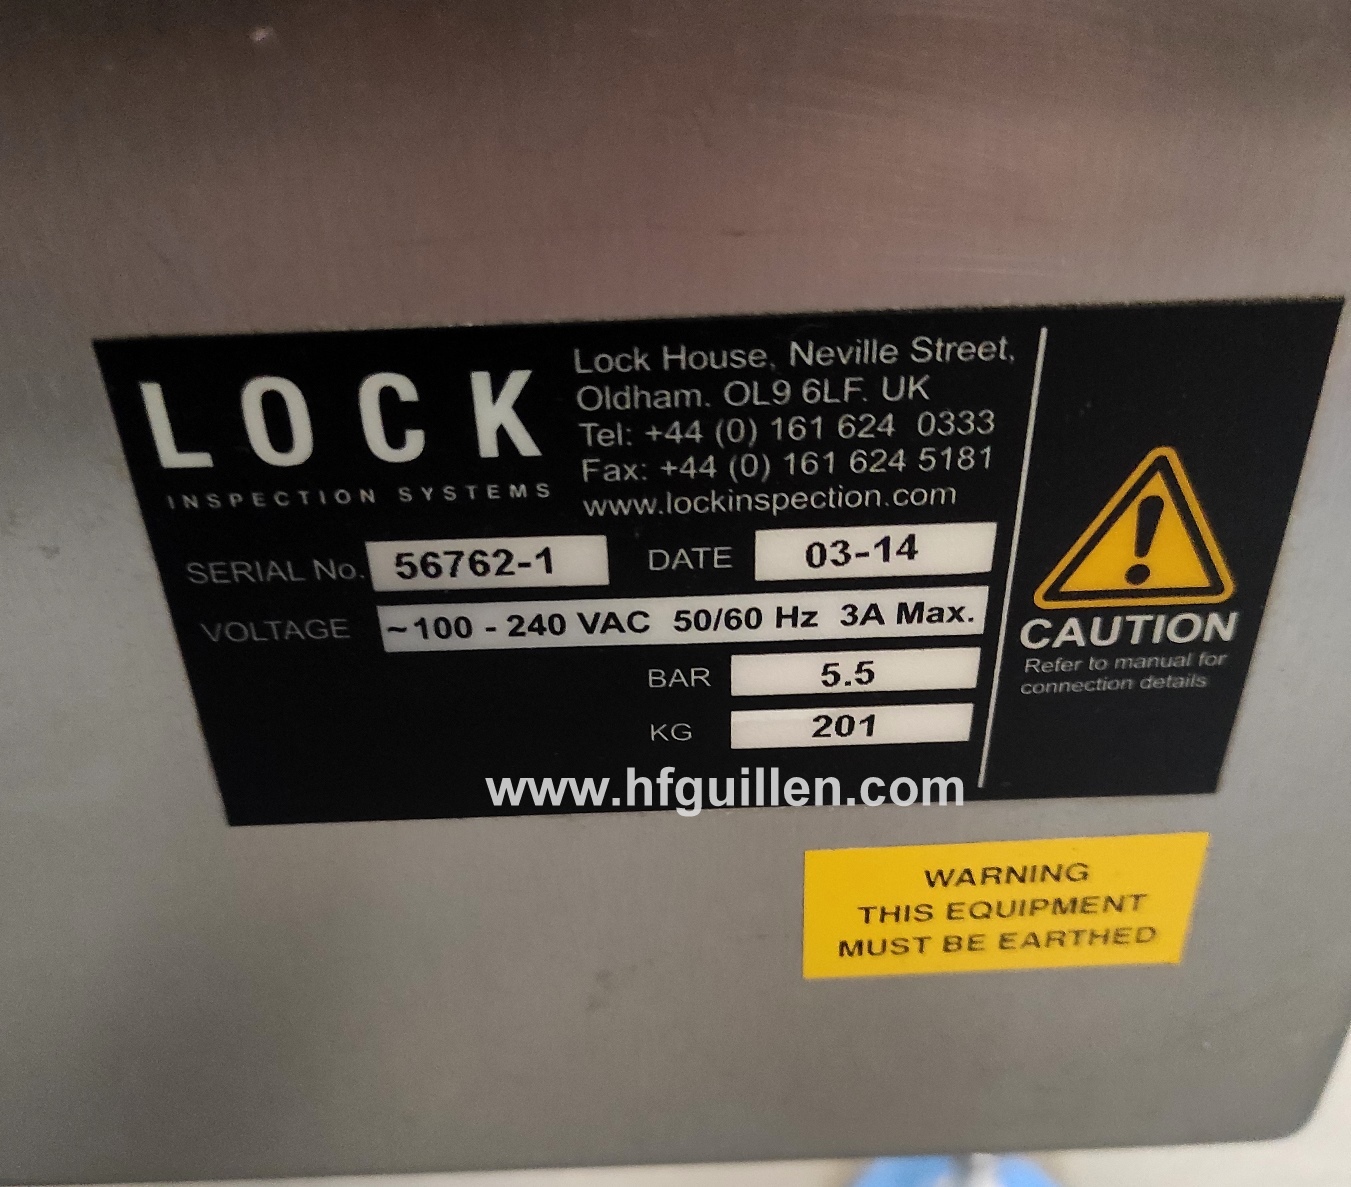 LOCK
INSPECTION SYSTEMS
Lock House, Neville Street,
Oldham. OL9 6LF. UK
Tel: +44 (0) 161 624 0333
Fax: +44 (0) 161 624 5181
www.lockinspection.com
SERIAL No. 56762-1 DATE 03-14
VOLTAGE ~100 - 240 VAC 50/60 Hz 3A Max.
BAR 5.5
KG 201
CAUTION
Refer to manual for
connection details
www.hfguillen.com
WARNING
THIS EQUIPMENT
MUST BE EARTHED